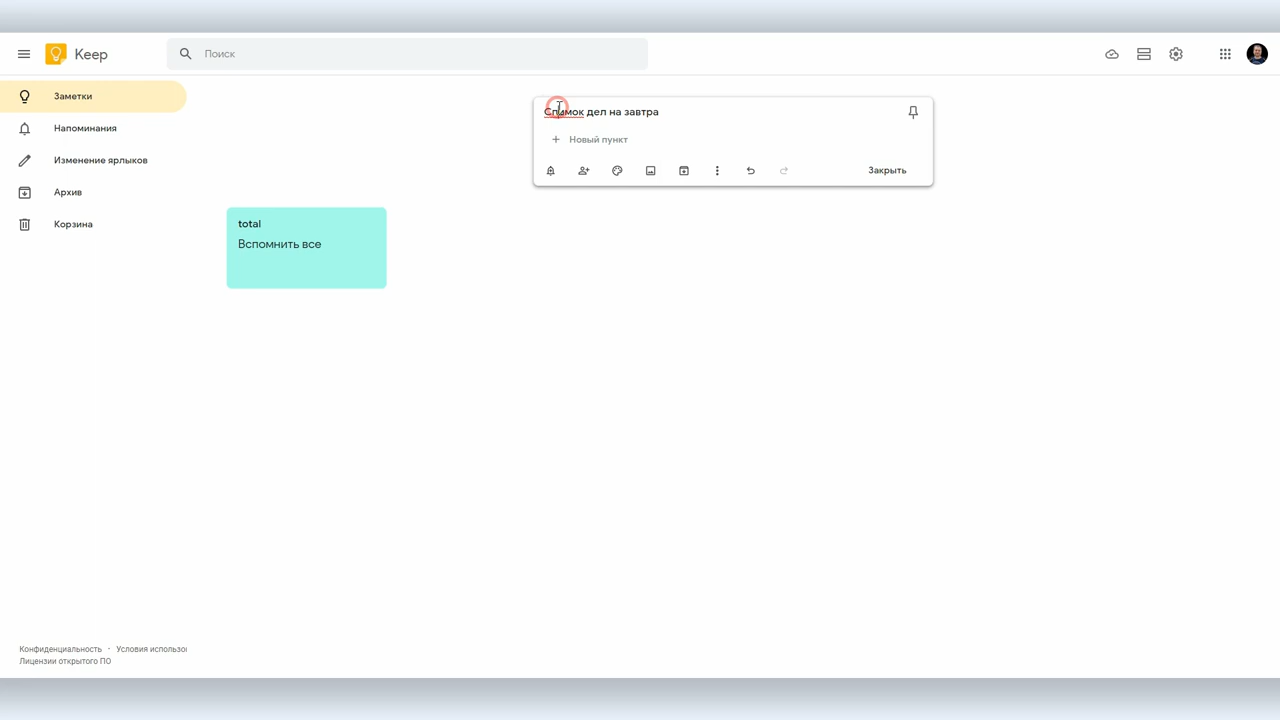 Keep
Поиск
Заметки
Напоминания
Изменение ярлыков
Архив
Корзина
дел на завтра
Новый пункт
Закрыть
total
Вспомнить все
Конфиденциальность · Условия использо
Лицензии открытого ПО